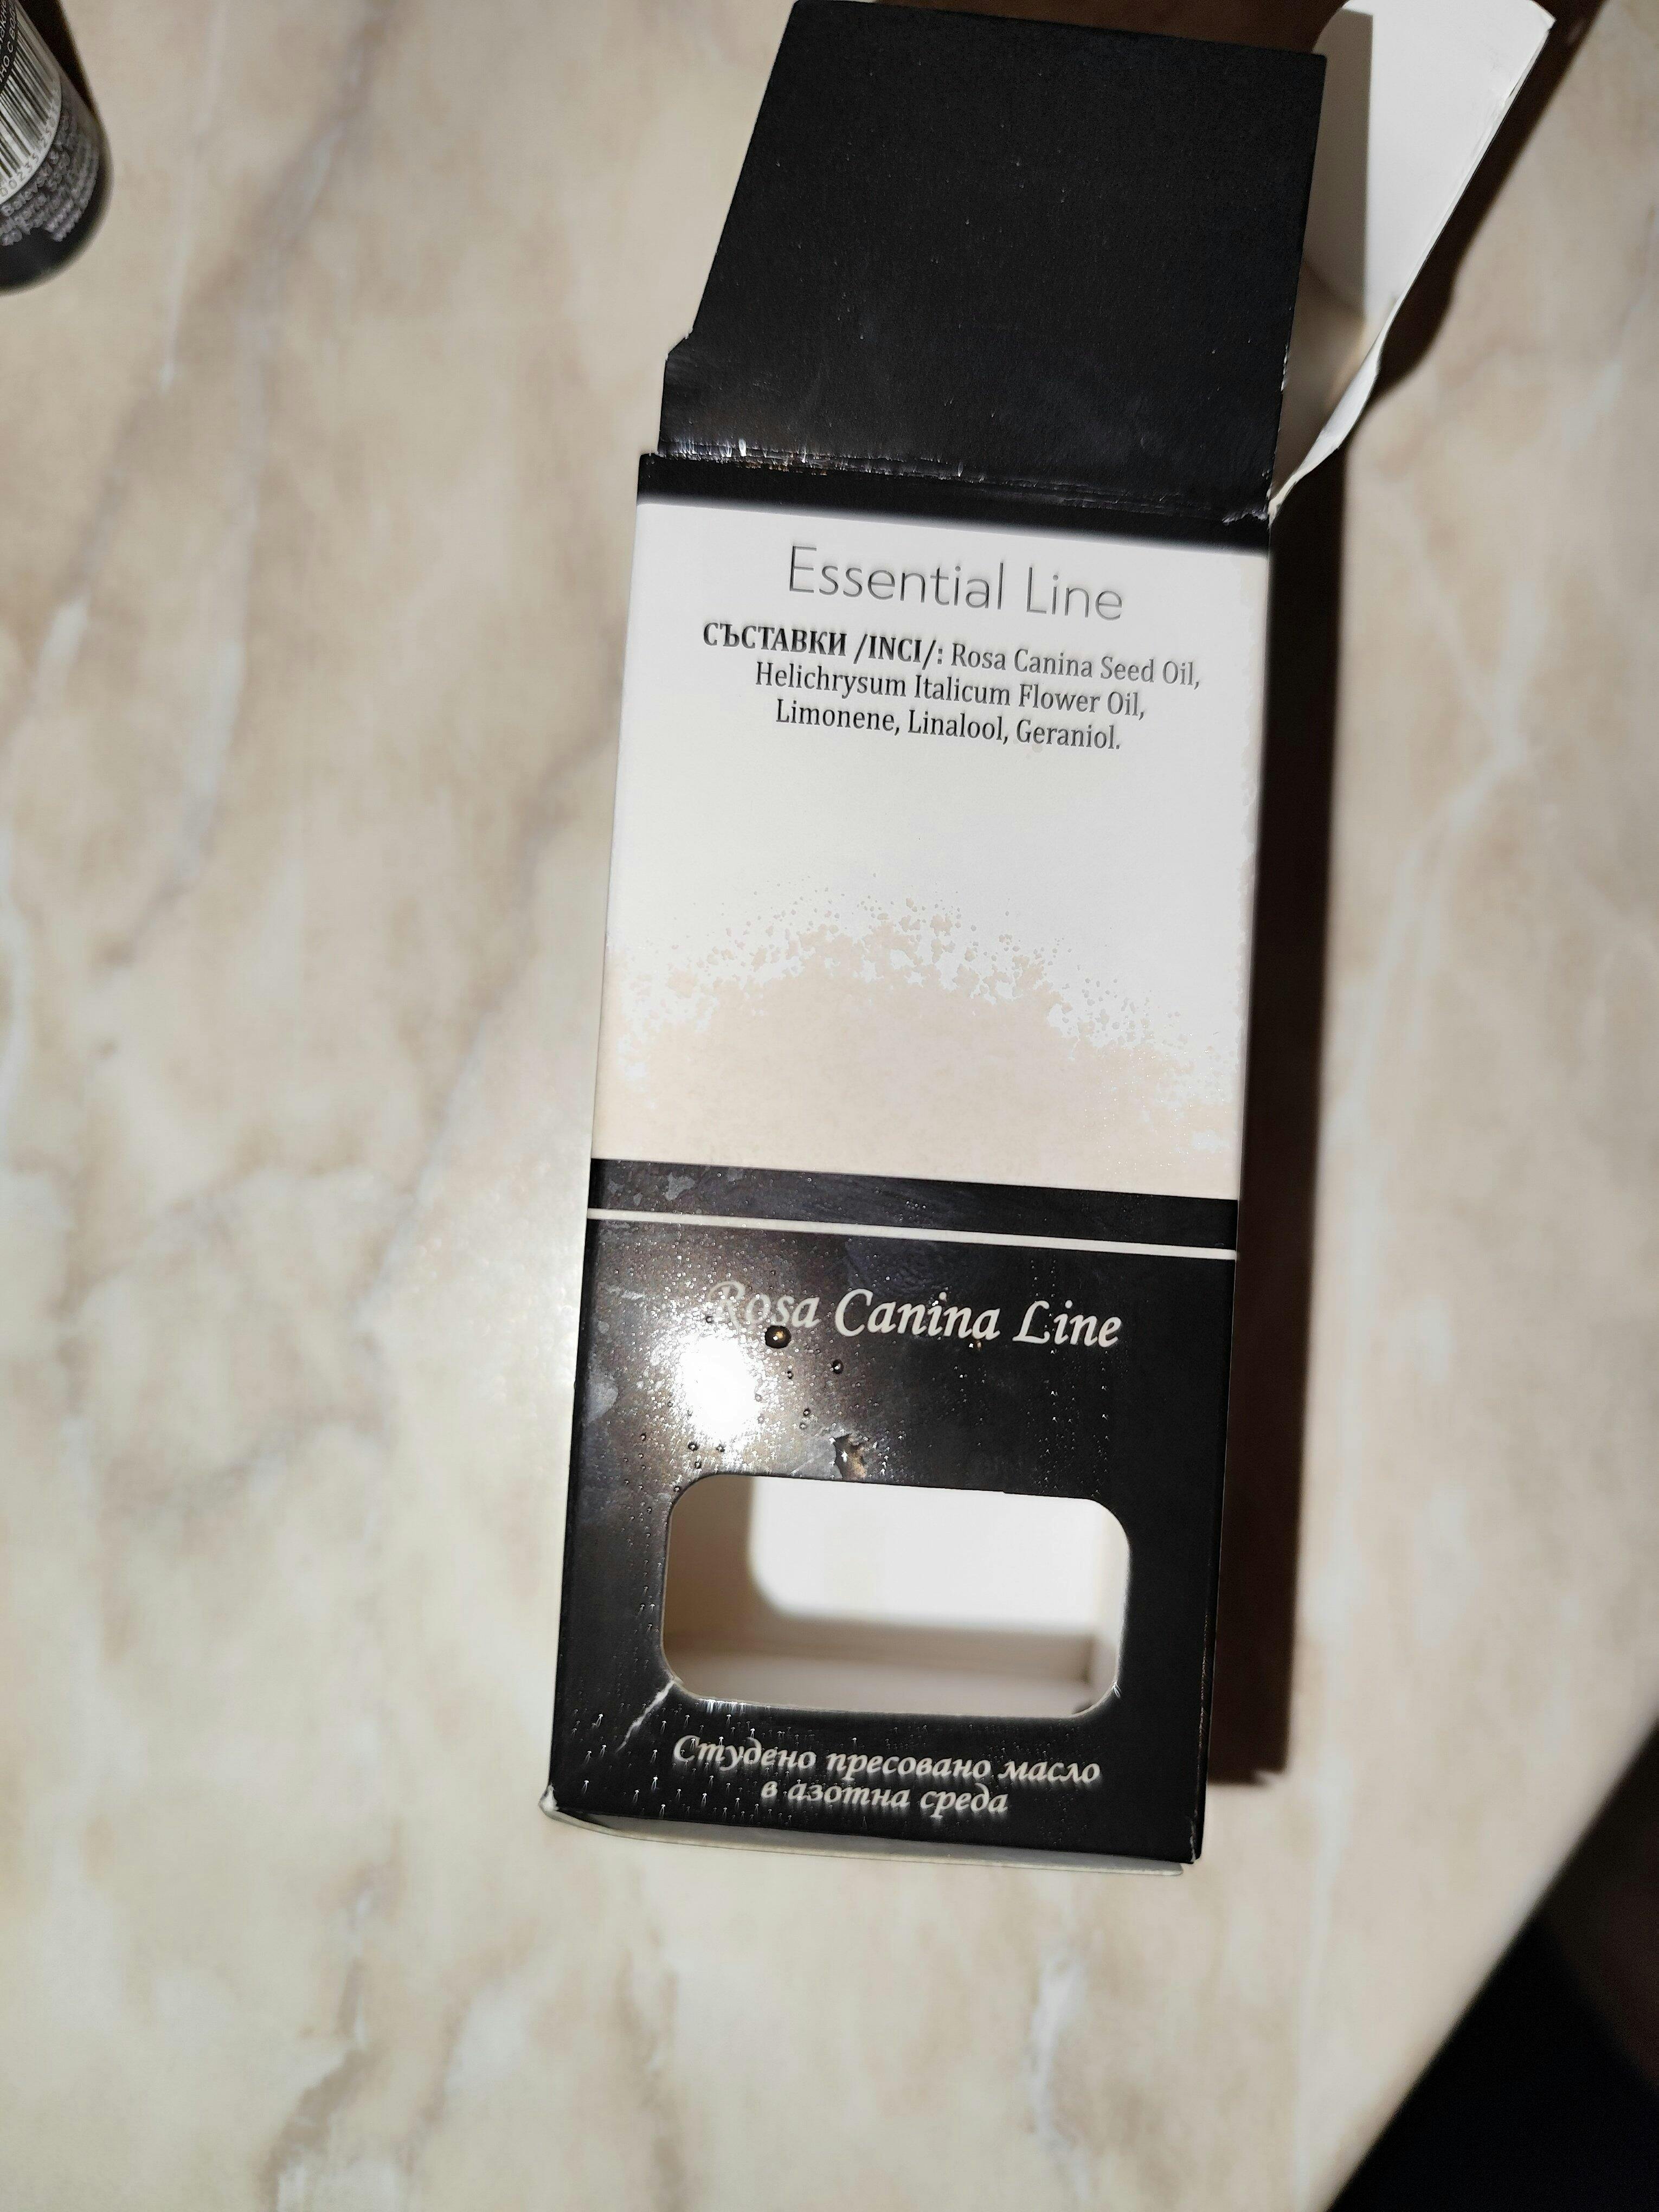 Essential Line
СЪСТАВКИ /INCI/: Rosa Canina Seed Oil,
Helichrysum Italicum Flower Oil,
Limonene, Linalool, Geraniol.
Rosa Canina Line
Студено пресовано масло
в азотна среда